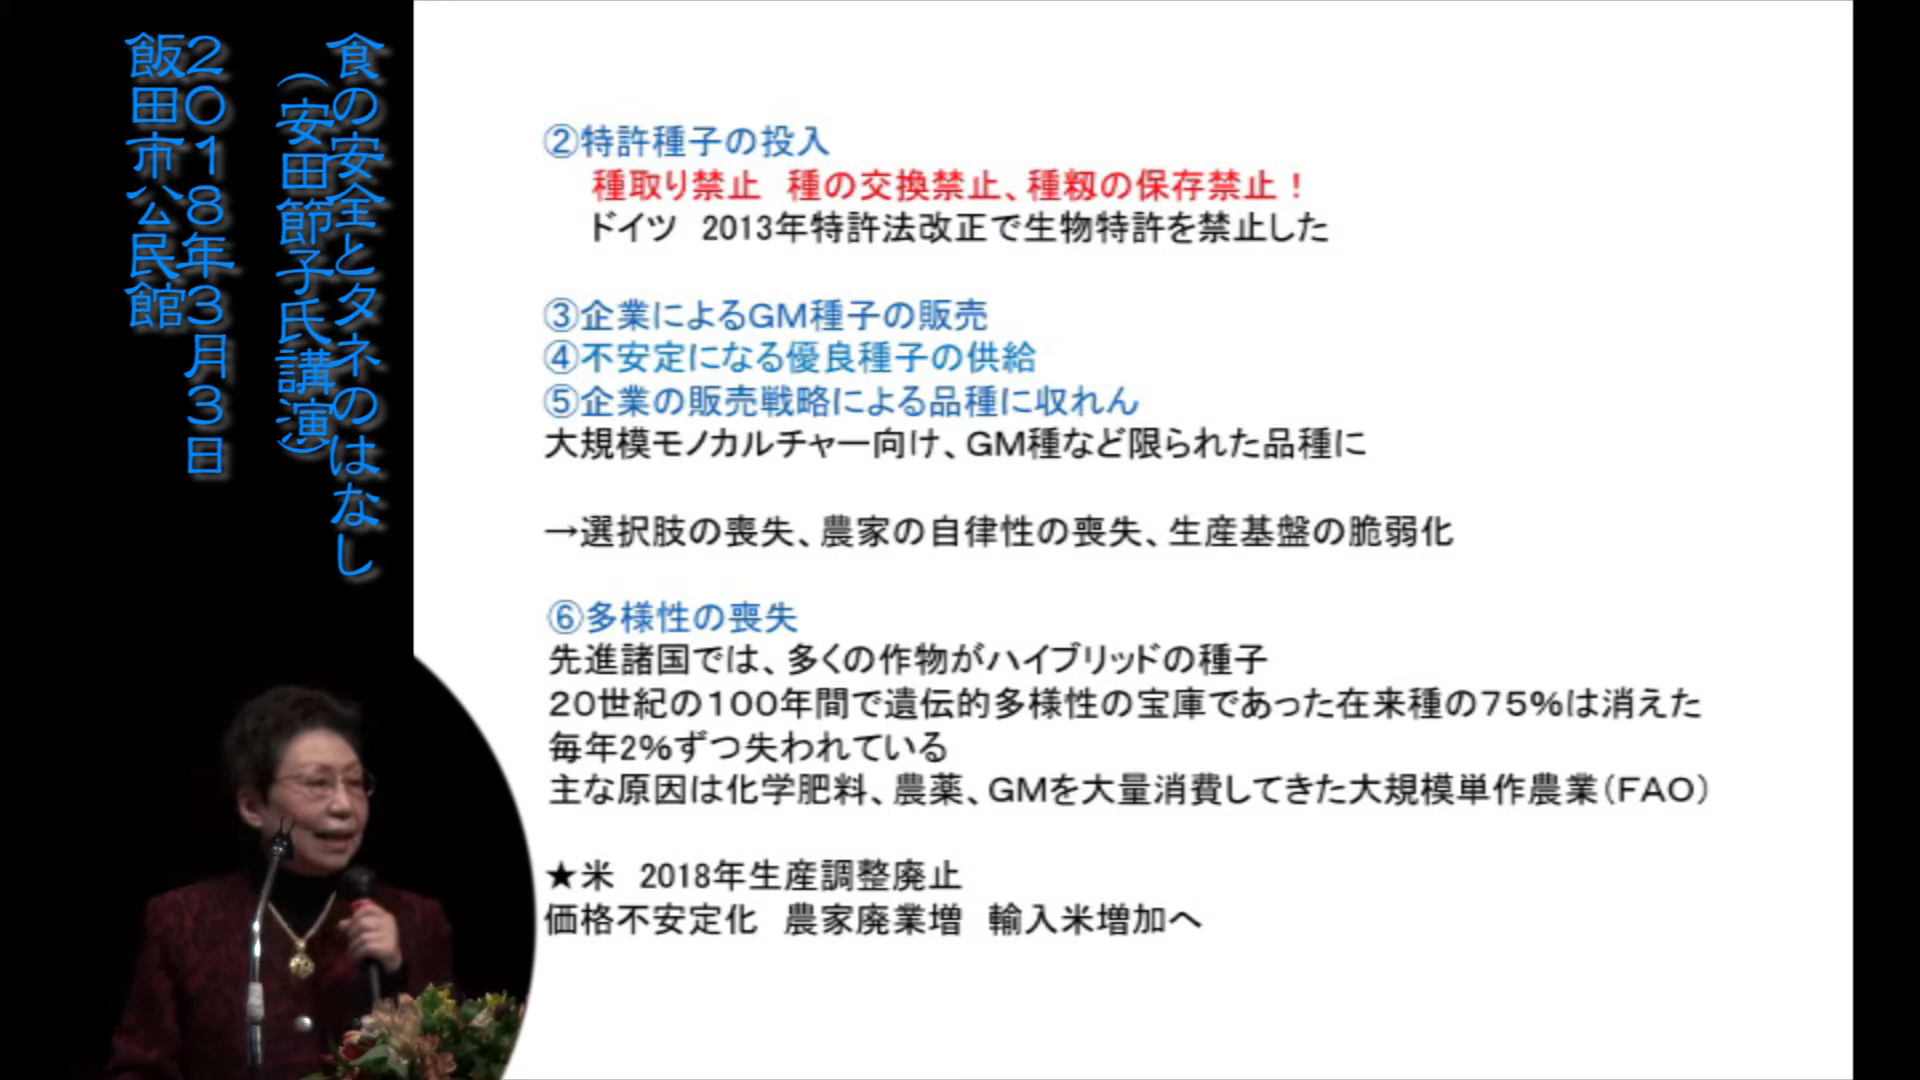 食の安全とタネのはなし
（安田節子氏講演）
２０１８年３月３日
飯田市公民館
②特許種子の投入
種取り禁止　種の交換禁止、種籾の保存禁止！
ドイツ　2013年特許法改正で生物特許を禁止した
③企業によるGM種子の販売
④不安定になる優良種子の供給
⑤企業の販売戦略による品種に収れん
大規模モノカルチャー向け、GM種など限られた品種に
→選択肢の喪失、農家の自律性の喪失、生産基盤の脆弱化
⑥多様性の喪失
先進諸国では、多くの作物がハイブリッドの種子
２０世紀の１００年間で遺伝的多様性の宝庫であった在来種の７５％は消えた
毎年2％ずつ失われている
主な原因は化学肥料、農薬、GMを大量消費してきた大規模単作農業（ＦＡＯ）
★米　2018年生産調整廃止
価格不安定化　農家廃業増　輸入米増加へ